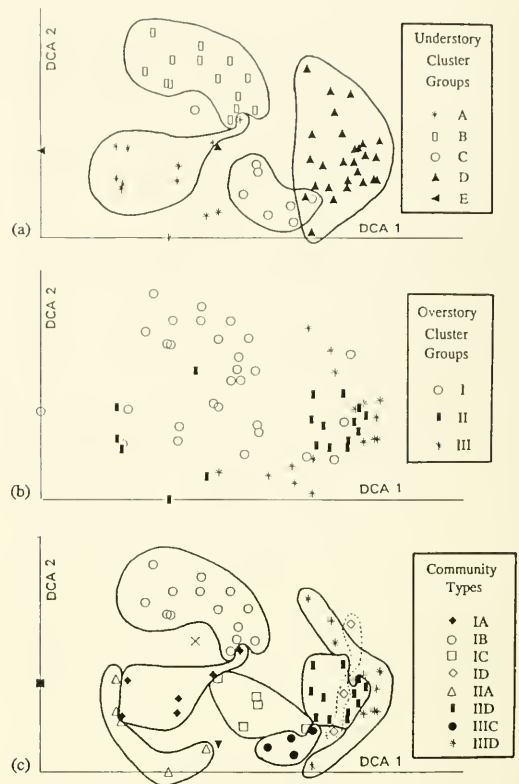 DCA 2
Understory
Cluster
Groups
A
B
C
D
E
(a)
DCA 1
DCA 2
Overstory
Cluster
Groups
I
II
III
(b)
DCA 1
DCA 2
Community
Types
IA
IB
IC
ID
IIA
IID
IIIC
IIID
(c)
DCA 1